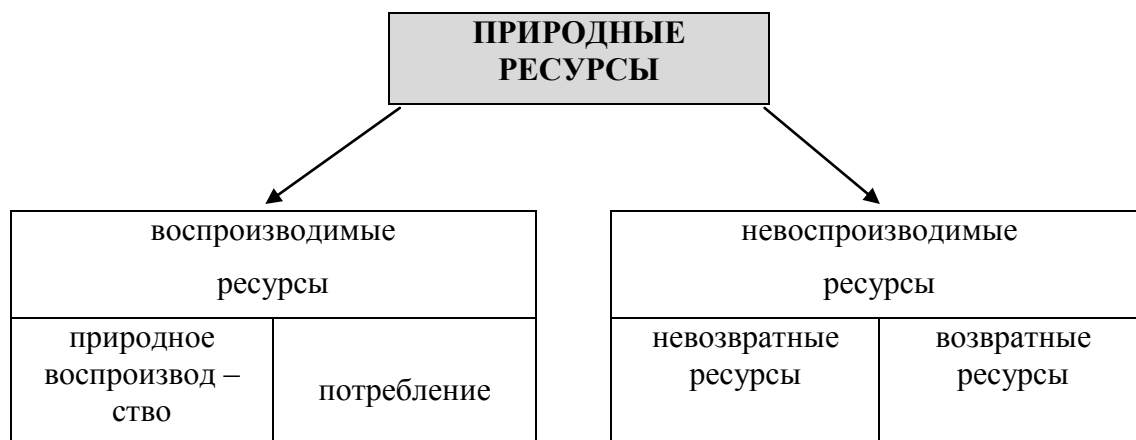 ПРИРОДНЫЕ
РЕСУРСЫ
воспроизводимые
ресурсы
природное
воспроизвод –
ство
потребление
невоспроизводимые
ресурсы
невозвратные
ресурсы
возвратные
ресурсы